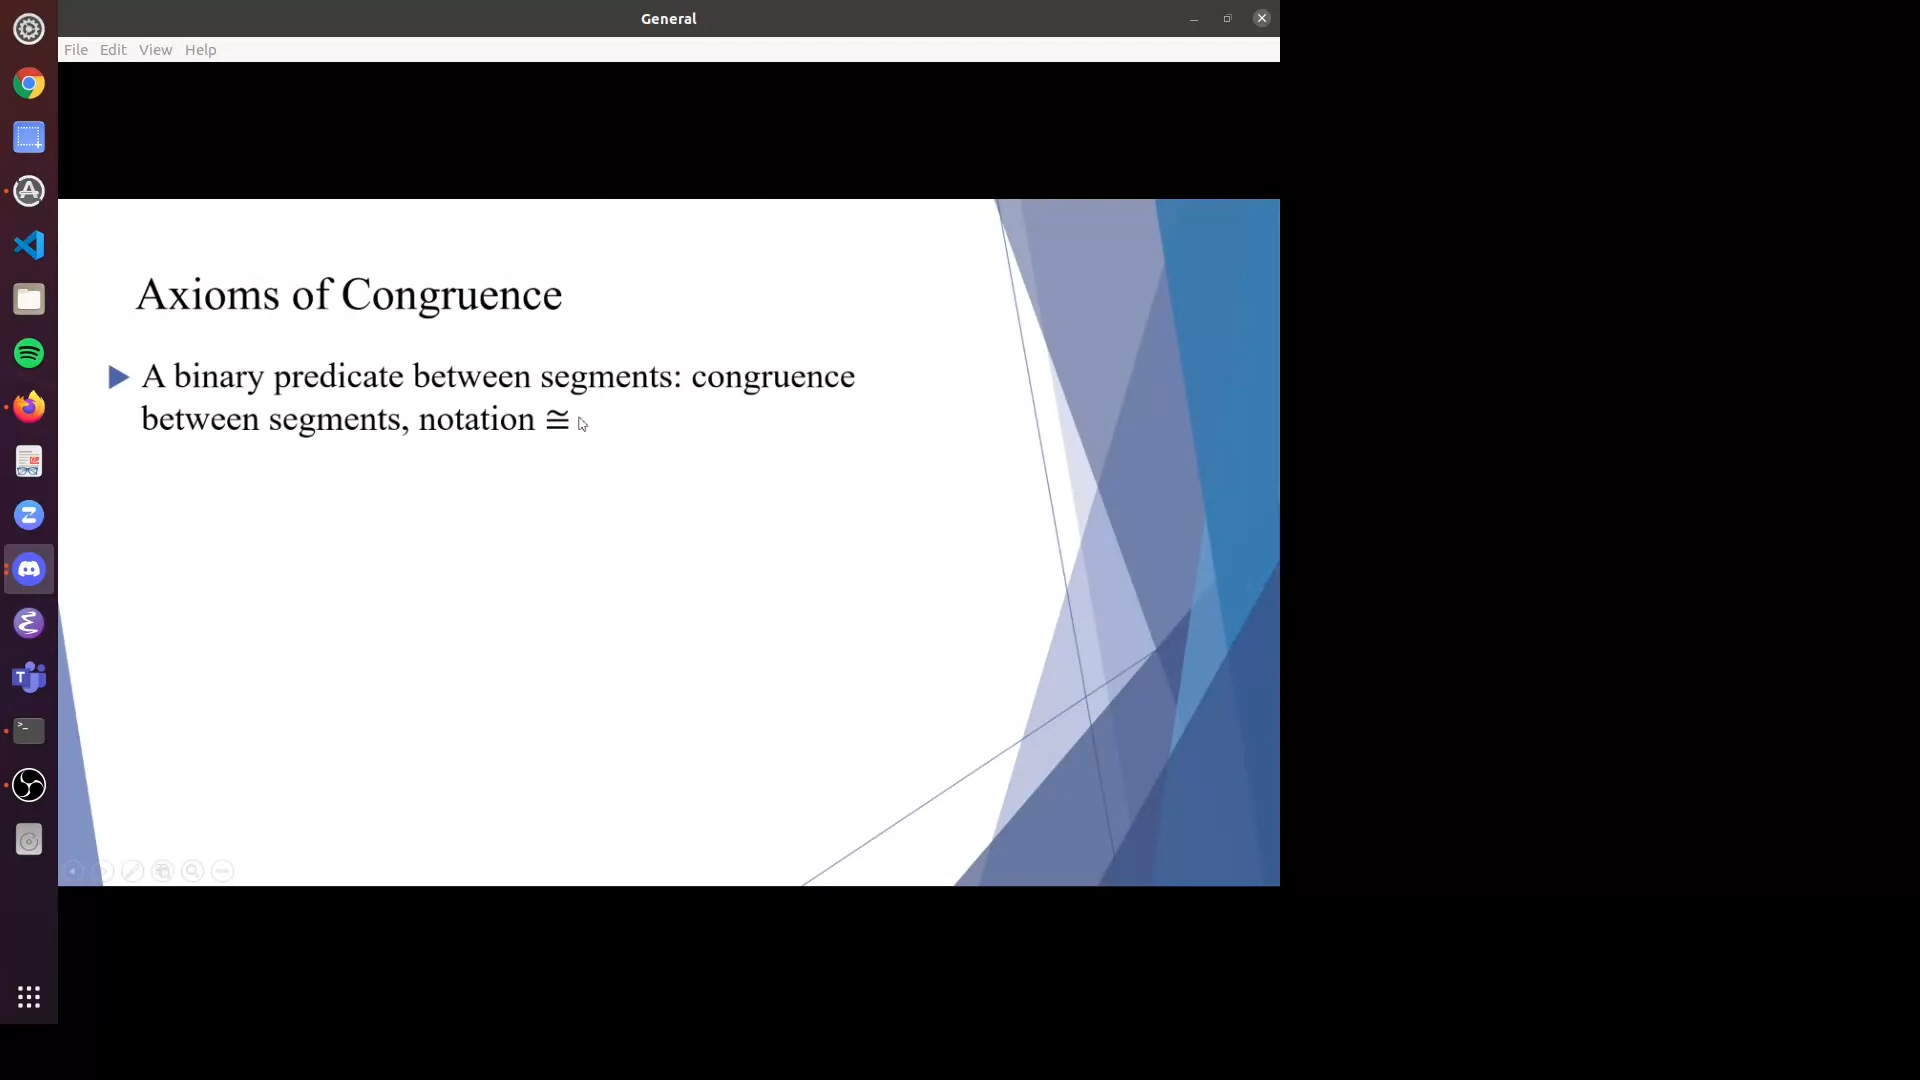 General
File Edit View Help
Axioms of Congruence
A binary predicate between segments: congruence
between segments, notation ≅